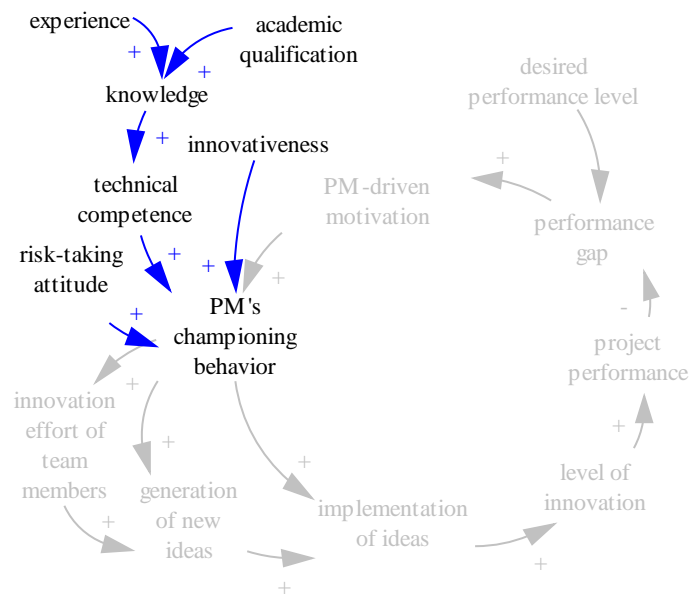 experience
academic
qualification
+
+
knowledge
+
innovativeness
technical
competence
risk-taking
attitude
+
+
+
PM's
championing
behavior
desired
performance level
+
PM-driven
motivation
+
performance
gap
-
project
performance
+
innovation
effort of
team
members
+
+
generation
of new
ideas
+
+
+
implementation
of ideas
level of
innovation
+